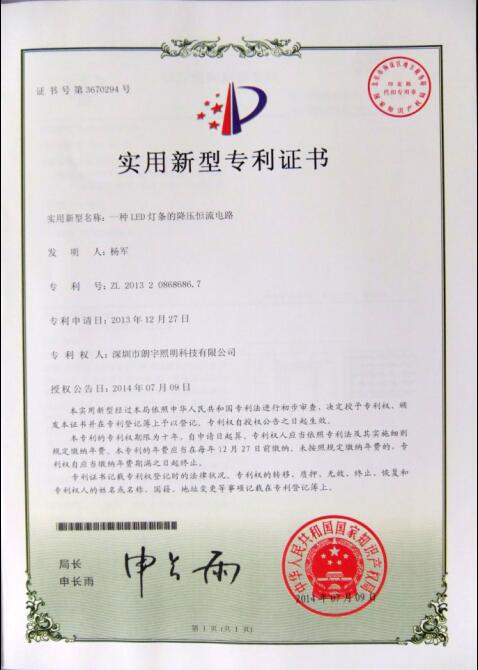 证书号第3670294号
印花税
代扣专用章
实用新型专利证书
实用新型名称：一种LED灯条的降压恒流电路
发明人：杨军
专利号：ZL 2013 2 0868686.7
专利申请日：2013年12月27日
专利权人：深圳市朗宇照明科技有限公司
授权公告日：2014年07月09日
本实用新型经过本局依照中华人民共和国专利法进行初步审查，决定授予专利权，颁
发本证书并在专利登记簿上予以登记。专利权自授权公告之日起生效。
本专利的专利权期限为十年，自申请日起算。专利权人应当依照专利法及其实施细则
规定缴纳年费。本专利的年费应当在每年12月27日前缴纳。未按照规定缴纳年费的，专
利权自应当缴纳年费期满之日起终止。
专利证书记载专利权登记时的法律状况。专利权的转移、质押、无效、终止、恢复和
专利权人的姓名或名称、国籍、地址变更等事项记载在专利登记簿上。
局长
申长雨
申长雨
中华人民共和国国家知识产权局
2014年07月09日
第1页(共1页)